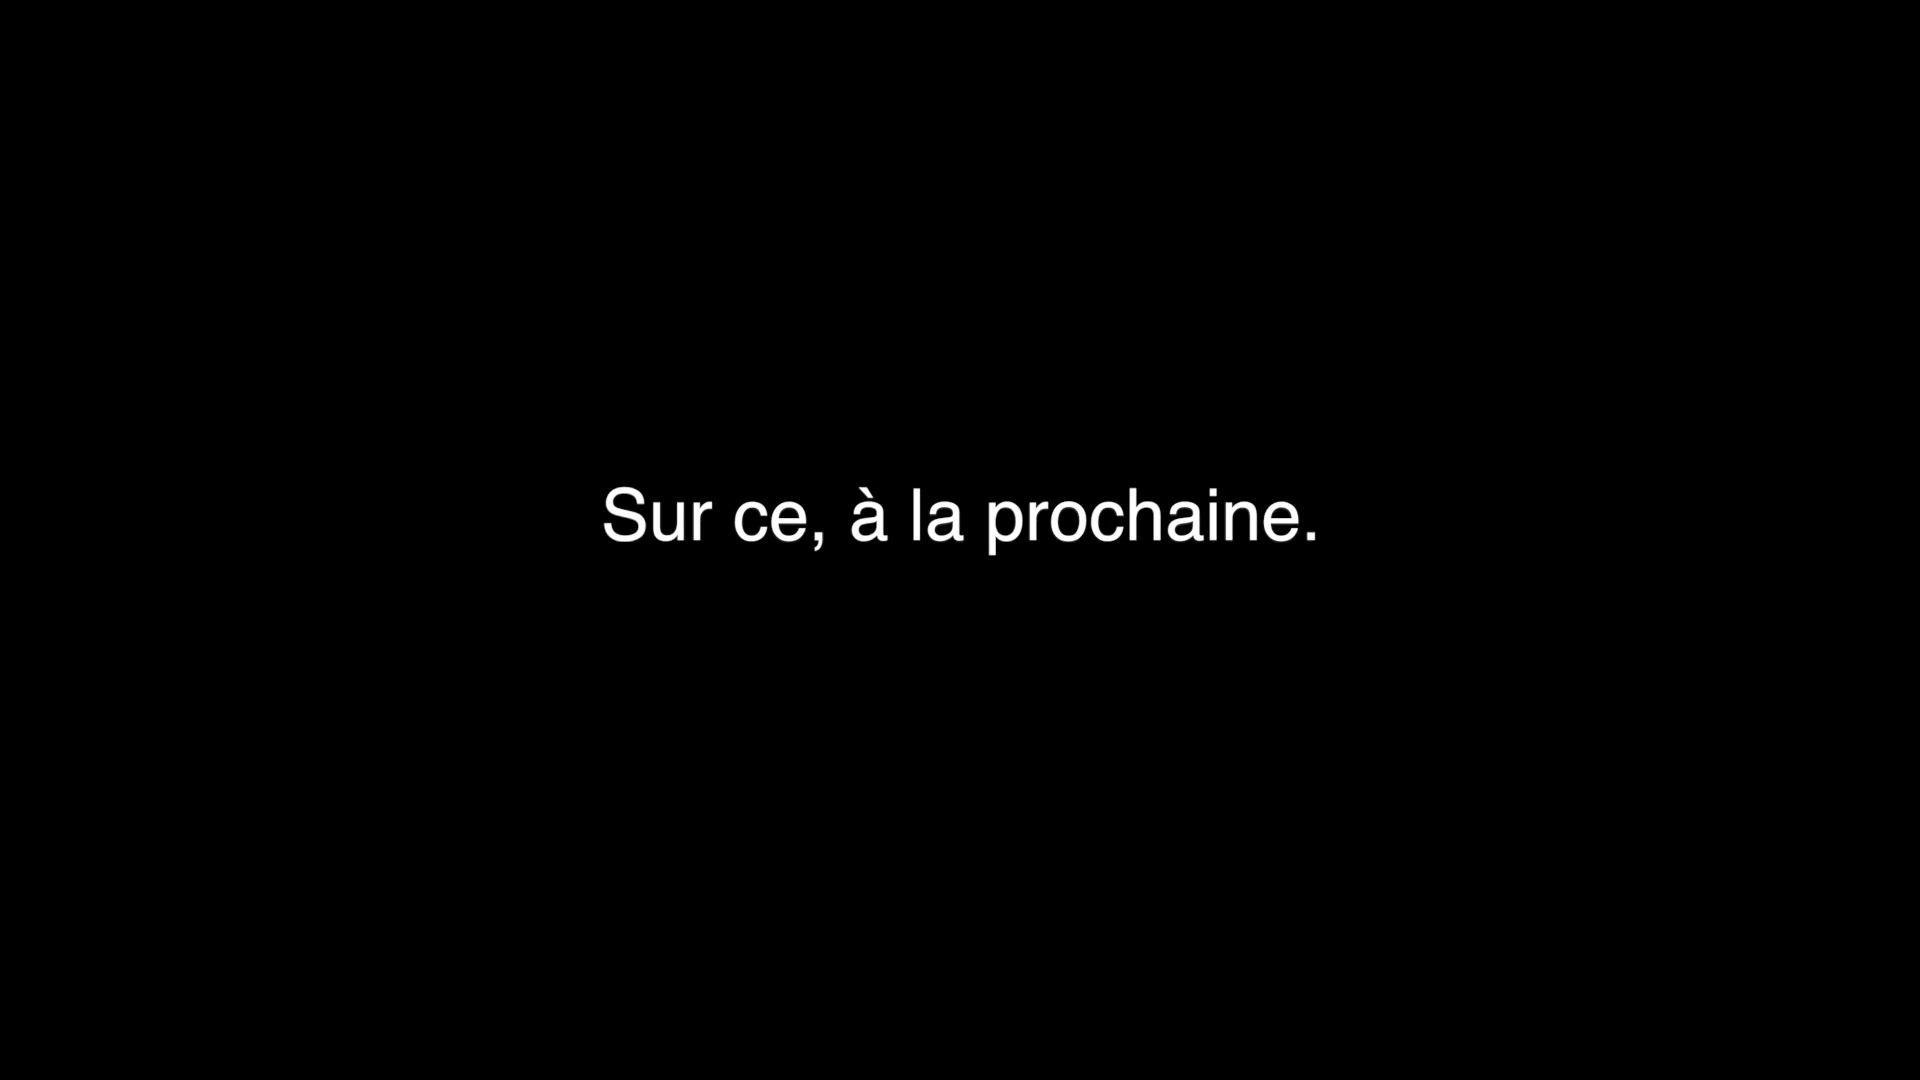 Sur ce, à la prochaine.